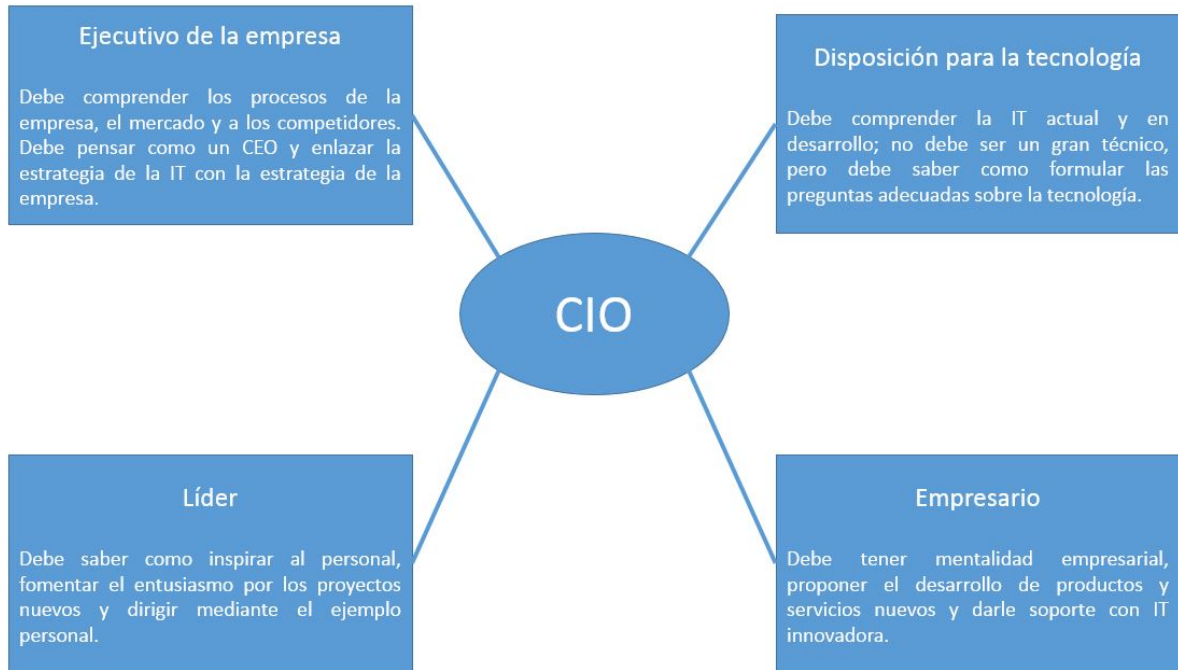 Ejecutivo de la empresa
Debe comprender los procesos de la
empresa, el mercado y a los competidores.
Debe pensar como un CEO y enlazar la
estrategia de la IT con la estrategia de la
empresa.
Disposición para la tecnología
Debe comprender la IT actual y en
desarrollo; no debe ser un gran técnico,
pero debe saber como formular las
preguntas adecuadas sobre la tecnología.
CIO
Líder
Debe saber como inspirar al personal,
fomentar el entusiasmo por los proyectos
nuevos y dirigir mediante el ejemplo
personal.
Empresario
Debe tener mentalidad empresarial,
proponer el desarrollo de productos y
servicios nuevos y darle soporte con IT
innovadora.